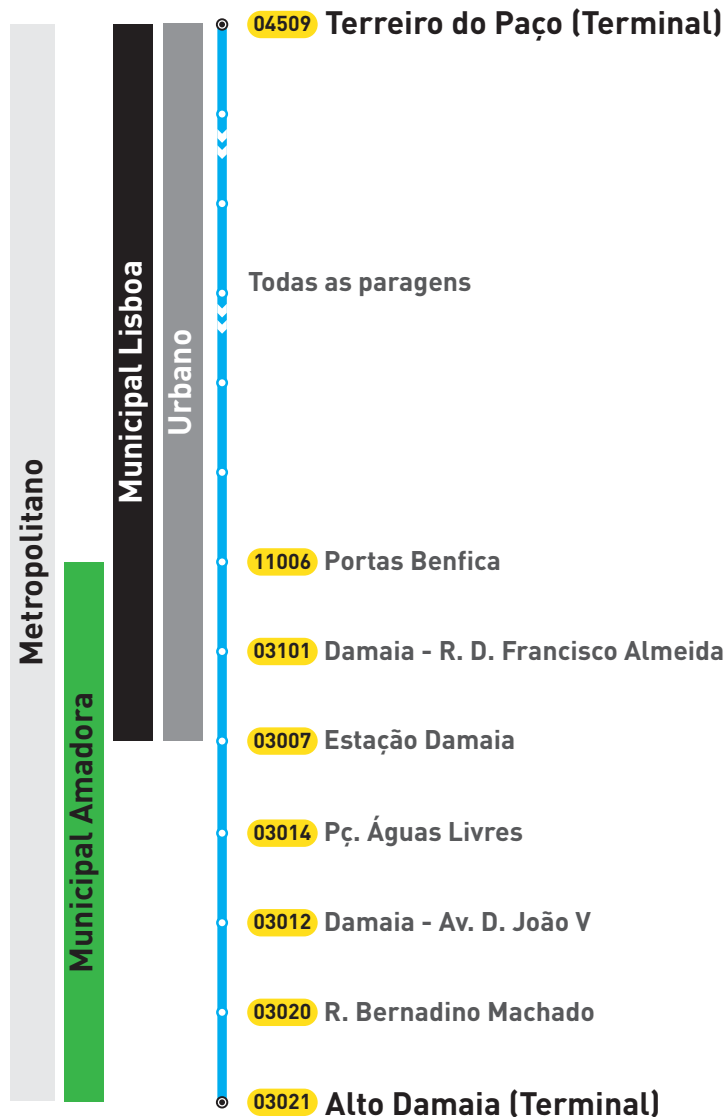 04509 Terreiro do Paço (Terminal)
Todas as paragens
11006 Portas Benfica
03101 Damaia - R. D. Francisco Almeida
03007 Estação Damaia
03014 Pç. Águas Livres
03012 Damaia - Av. D. João V
03020 R. Bernadino Machado
03021 Alto Damaia (Terminal)
Metropolitano
Municipal Amadora
Municipal Lisboa
Urbano